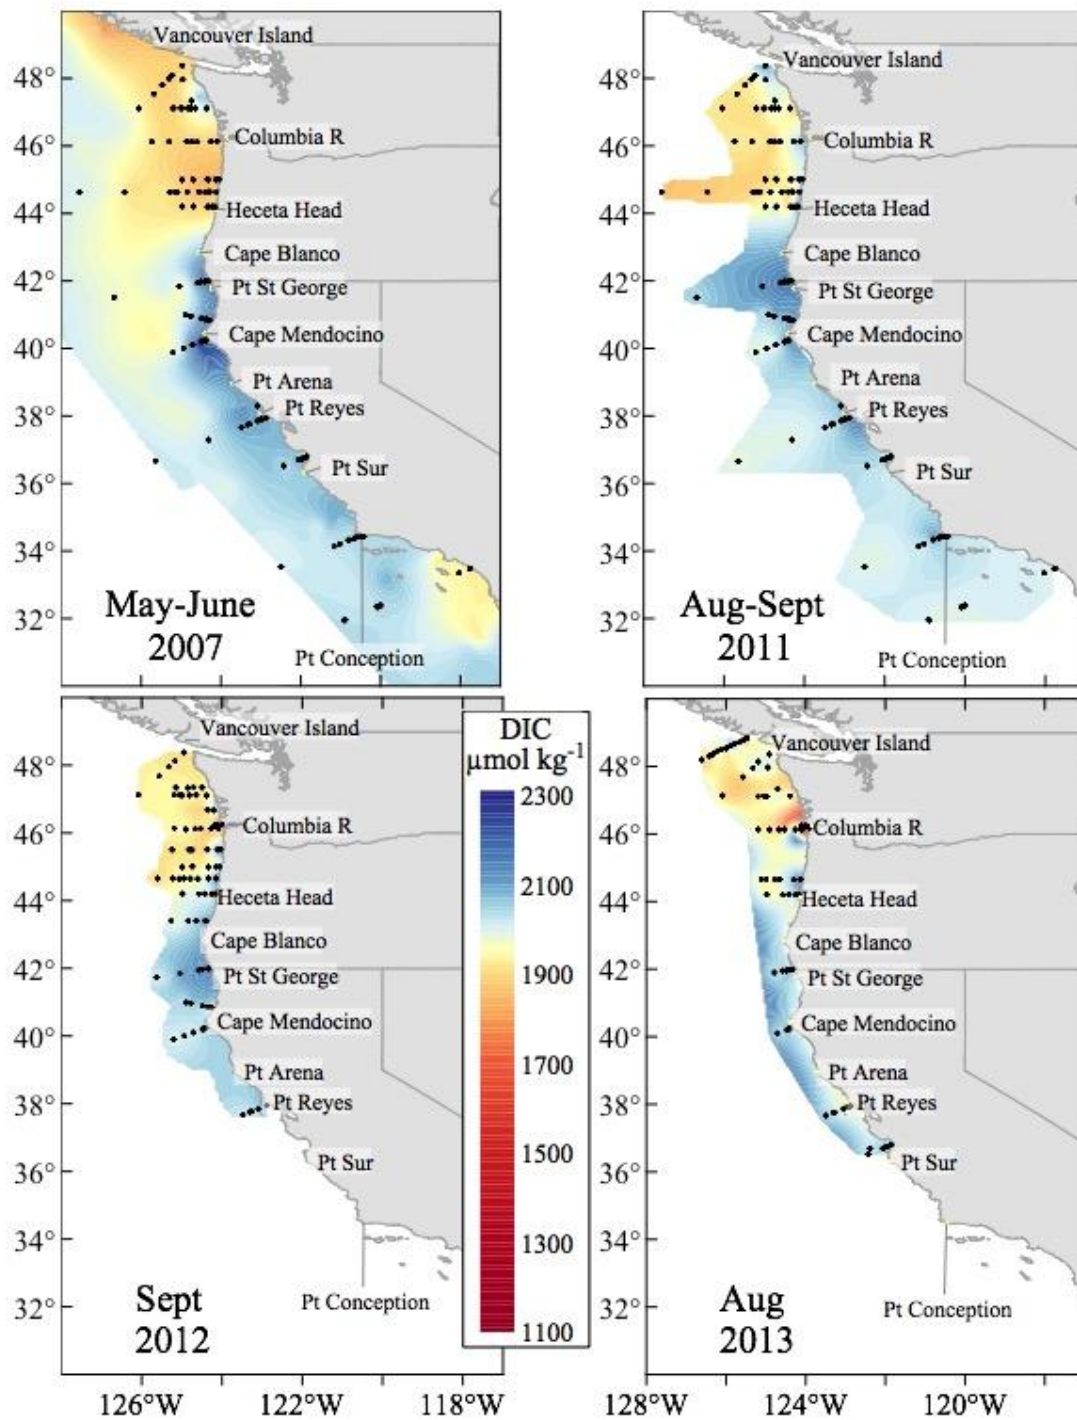 Vancouver Island
48°
46°
Columbia R
44°
Heceta Head
Cape Blanco
42°
Pt St George
Cape Mendocino
40°
Pt Arena
38°
Pt Reyes
Pt Sur
36°
34°
32°
May-June
2007
Pt Conception
Vancouver Island
48°
46°
Columbia R
44°
Heceta Head
Cape Blanco
42°
Pt St George
Cape Mendocino
40°
Pt Arena
38°
Pt Reyes
Pt Sur
36°
34°
32°
Aug-Sept
2011
Pt Conception
Vancouver Island
48°
46°
Columbia R
44°
Heceta Head
Cape Blanco
42°
Pt St George
Cape Mendocino
40°
Pt Arena
38°
Pt Reyes
Pt Sur
36°
34°
32°
Sept
2012
Pt Conception
126°W
122°W
118°W
DIC
µmol kg-1
2300
2100
1900
1700
1500
1300
1100
Vancouver Island
48°
46°
Columbia R
44°
Heceta Head
Cape Blanco
42°
Pt St George
Cape Mendocino
40°
Pt Arena
38°
Pt Reyes
Pt Sur
36°
34°
32°
Aug
2013
Pt Conception
128°W
124°W
120°W